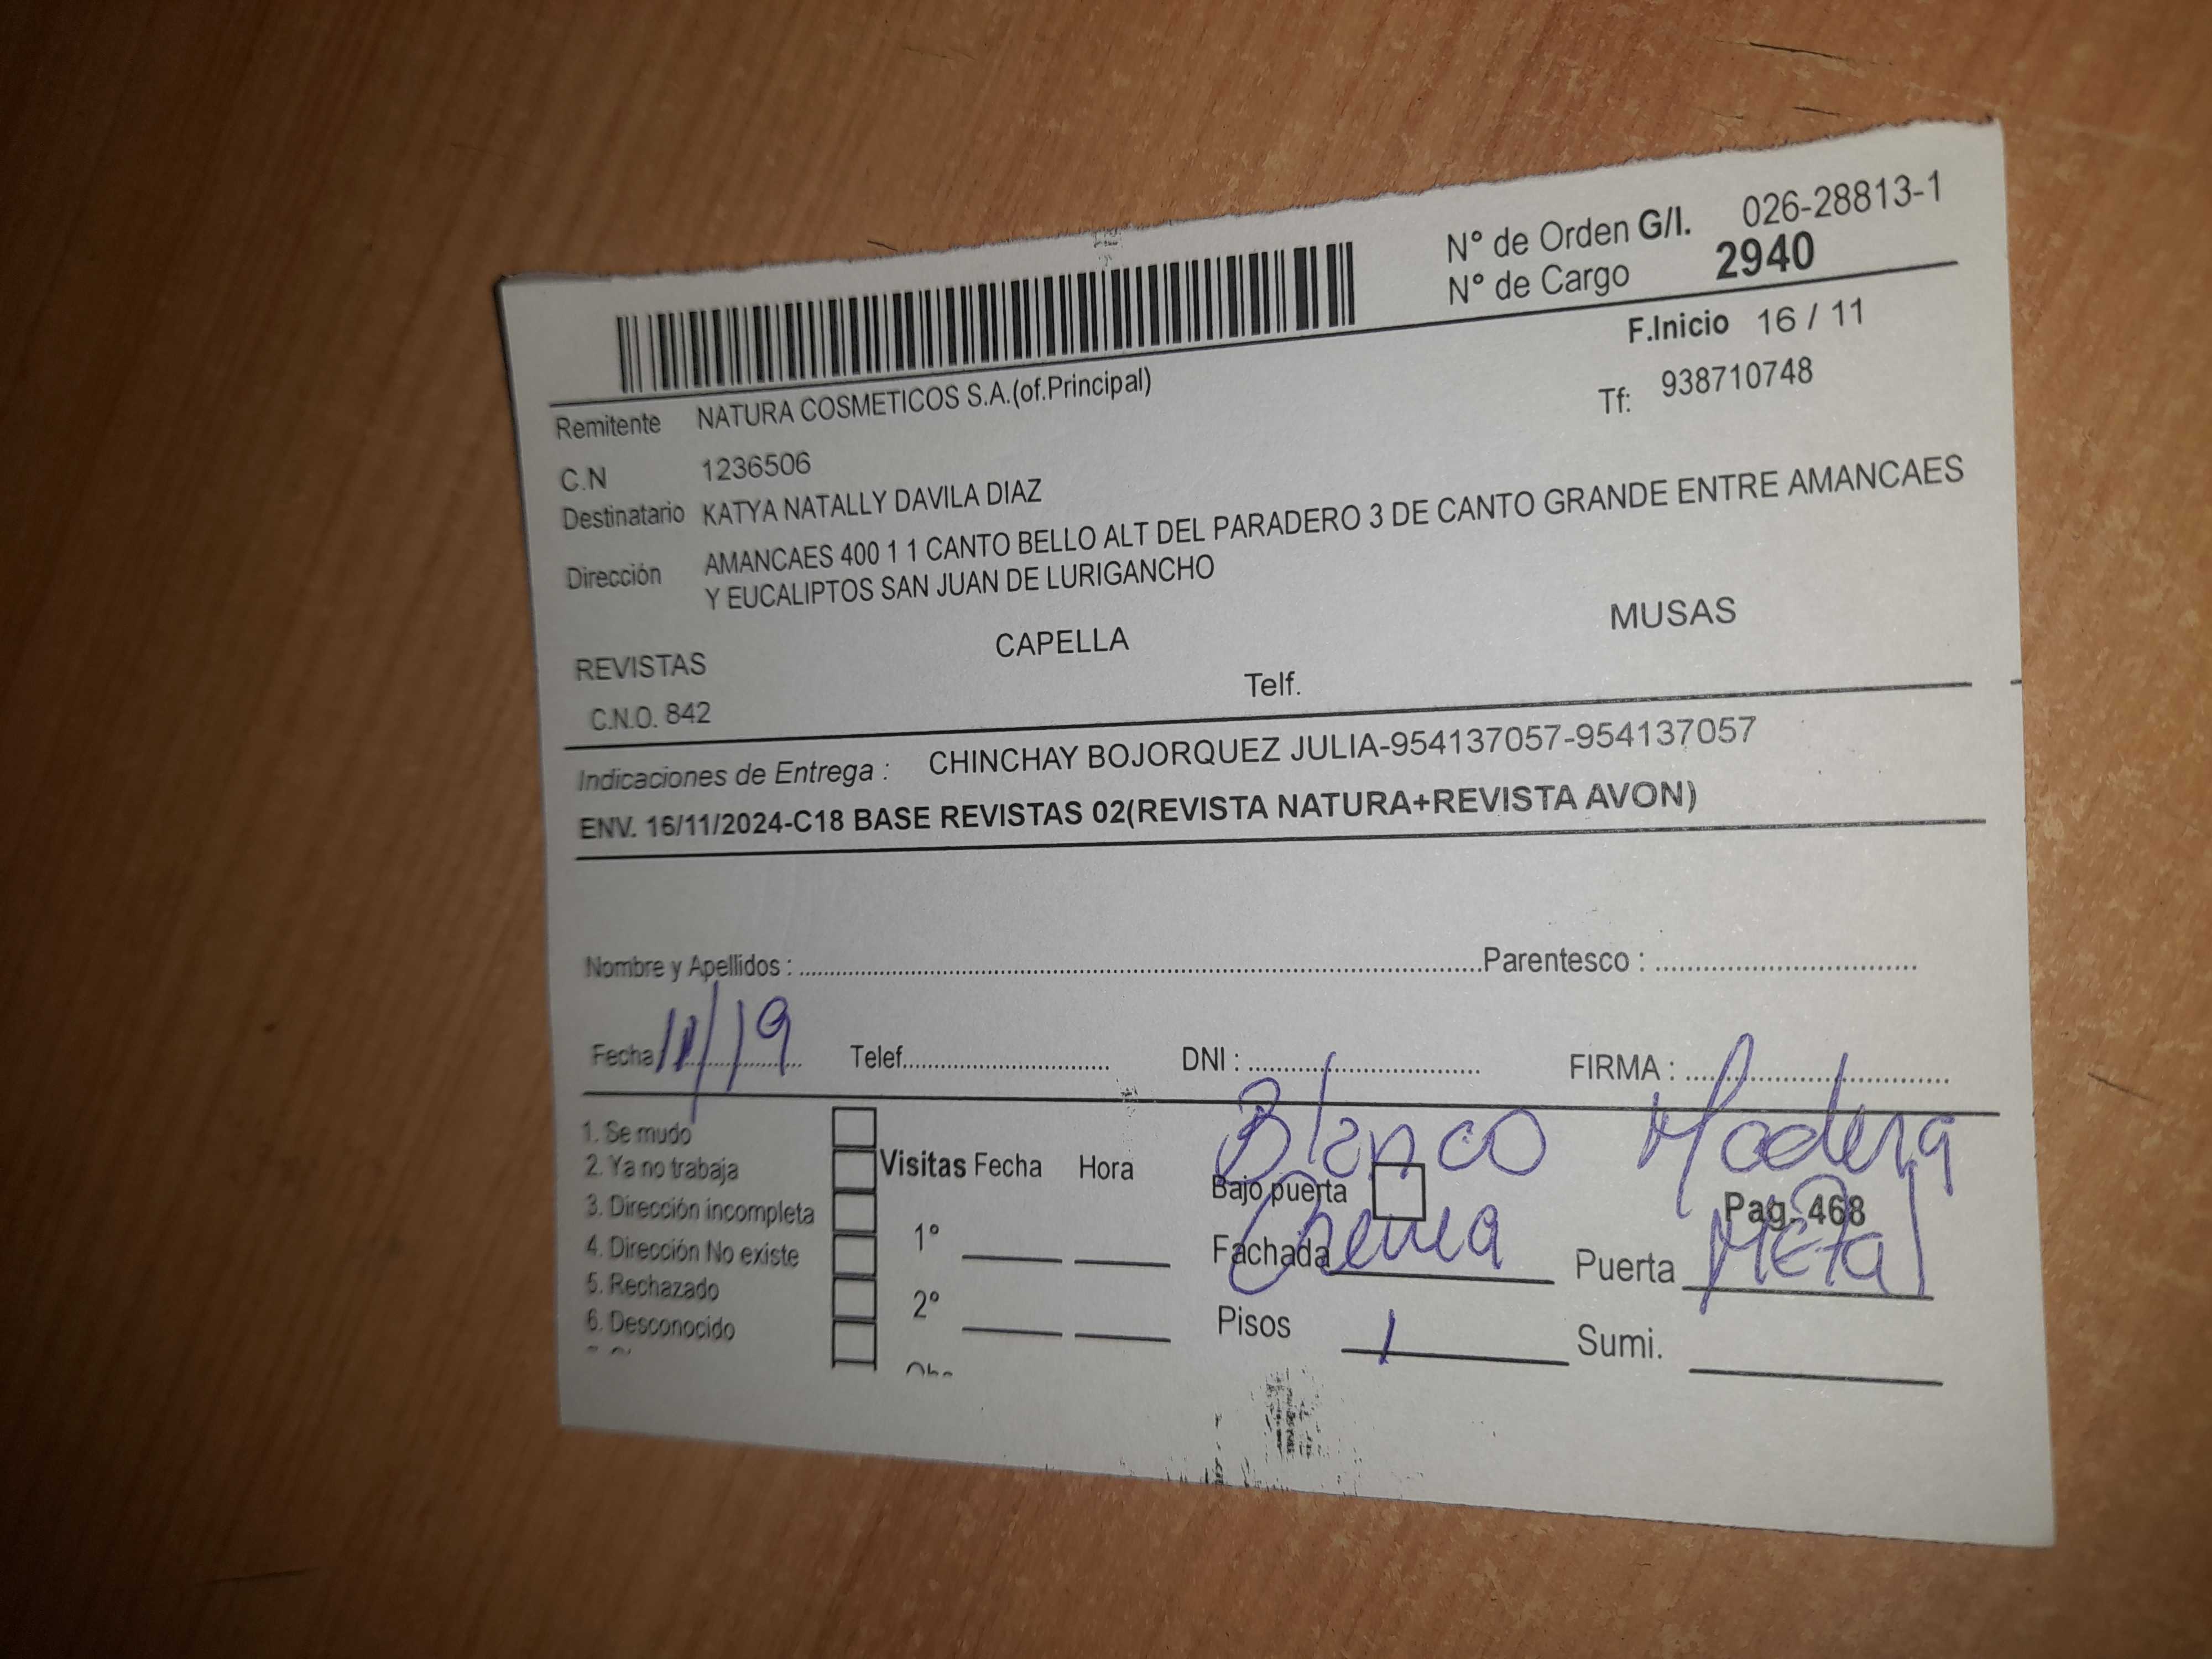 N° de Orden G/I. 026-28813-1
N° de Cargo 2940
F.Inicio 16 / 11
Remitente NATURA COSMETICOS S.A.(of.Principal) Tf: 938710748
C.N 1236506
Destinatario KATYA NATALLY DAVILA DIAZ
Dirección AMANCAES 400 1 1 CANTO BELLO ALT DEL PARADERO 3 DE CANTO GRANDE ENTRE AMANCAES
Y EUCALIPTOS SAN JUAN DE LURIGANCHO
REVISTAS CAPELLA MUSAS
C.N.O. 842 Telf.
Indicaciones de Entrega : CHINCHAY BOJORQUEZ JULIA-954137057-954137057
ENV. 16/11/2024-C18 BASE REVISTAS 02(REVISTA NATURA+REVISTA AVON)
Nombre y Apellidos : Parentesco :
Fecha 11/19 Telef. DNI : FIRMA :
Blanco Madera
1. Se mudo
2. Ya no trabaja
3. Dirección incompleta
4. Dirección No existe
5. Rechazado
6. Desconocido
Visitas Fecha Hora
1°
2°
Bajo puerta Pag. 468
Fachada Crema Puerta Metal
Pisos 1 Sumi.